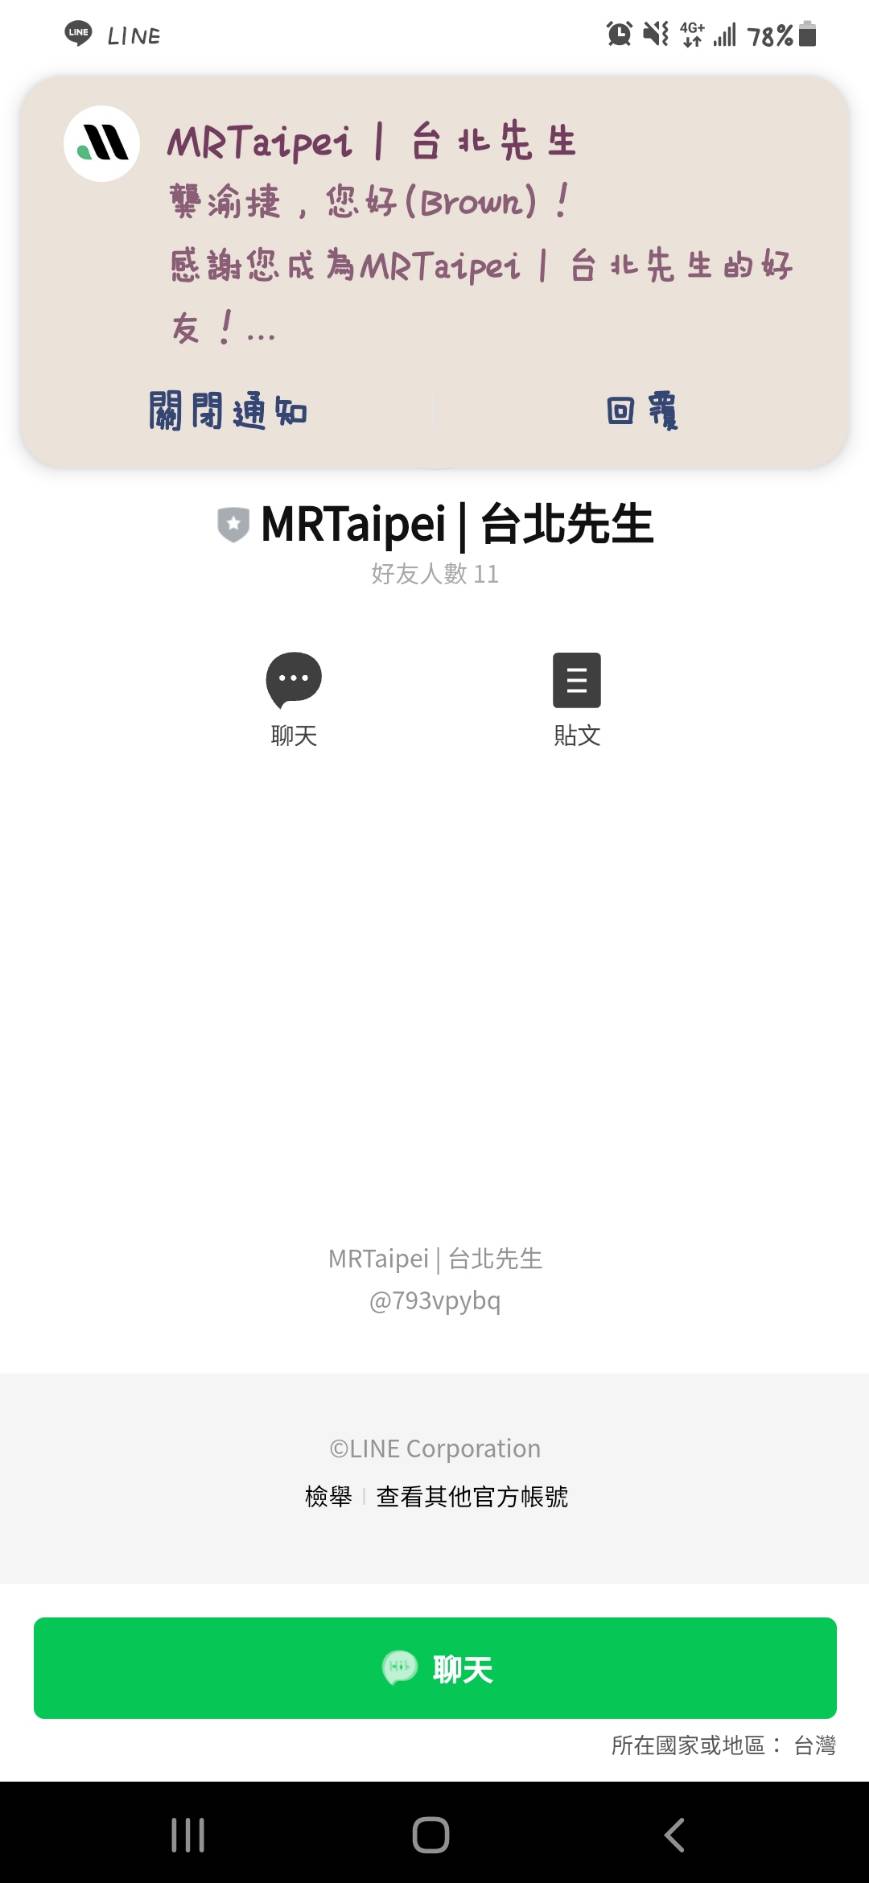 LINE 4G+ 78%
MRTaipei | 台北先生
龔渝捷，您好(Brown)！
感謝您成為MRTaipei | 台北先生的好
友！...
關閉通知 回覆
MRTaipei | 台北先生
好友人數 11
聊天 貼文
MRTaipei | 台北先生
@793vpybq
©LINE Corporation
檢舉 | 查看其他官方帳號
聊天
所在國家或地區： 台灣